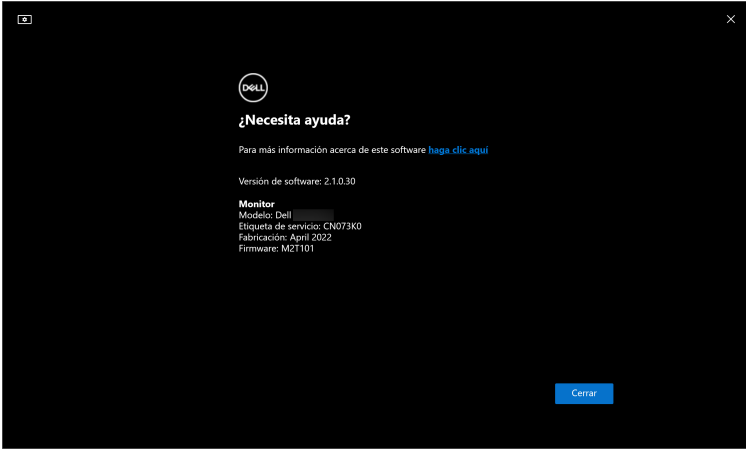 DELL
¿Necesita ayuda?
Para más información acerca de este software haga clic aquí
Versión de software: 2.1.0.30
Monitor
Modelo: Dell
Etiqueta de servicio: CN073K0
Fabricación: April 2022
Firmware: M2T101
Cerrar